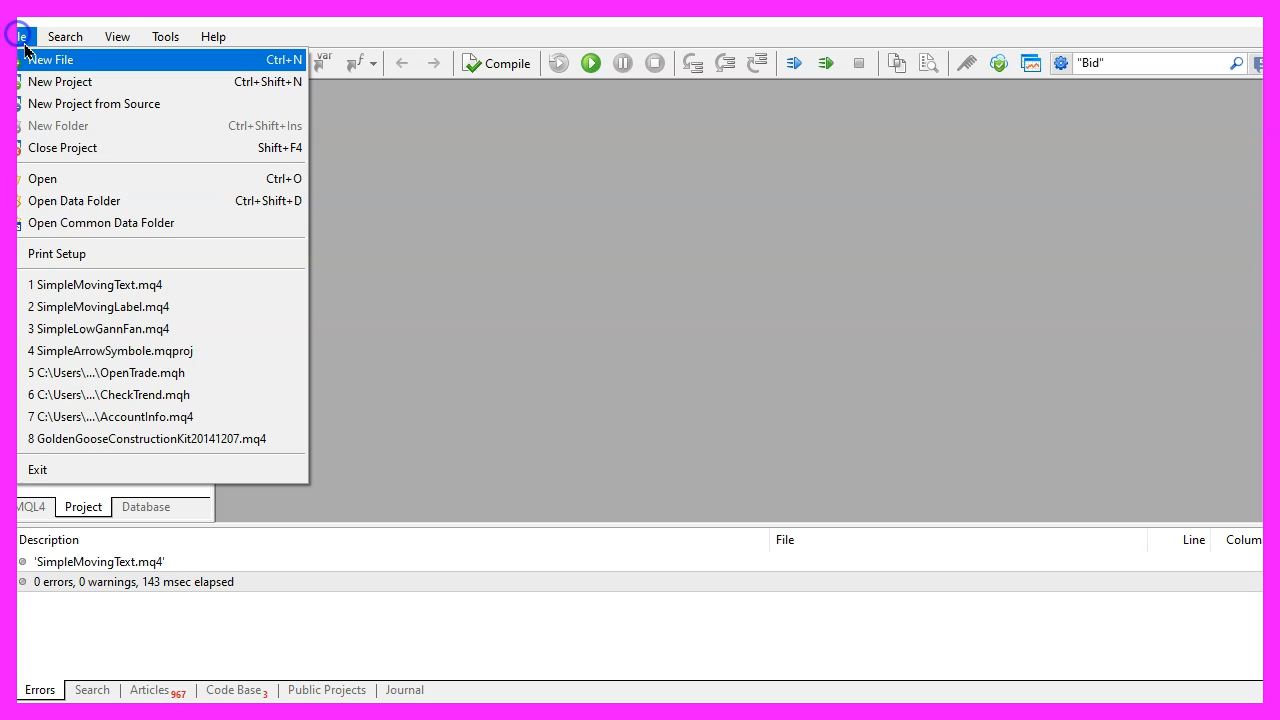 Search View Tools Help
New File Ctrl+N
New Project Ctrl+Shift+N
New Project from Source
New Folder Ctrl+Shift+Ins
Close Project Shift+F4
Open Ctrl+O
Open Data Folder Ctrl+Shift+D
Open Common Data Folder
Print Setup
1 SimpleMovingText.mq4
2 SimpleMovingLabel.mq4
3 SimpleLowGannFan.mq4
4 SimpleArrowSymbole.mqproj
5 C:\Users\...\OpenTrade.mqh
6 C:\Users\...\CheckTrend.mqh
7 C:\Users\...\AccountInfo.mq4
8 GoldenGooseConstructionKit20141207.mq4
Exit
var
Compile
"Bid"
MQL4 Project Database
Description File Line Colum
'SimpleMovingText.mq4'
0 errors, 0 warnings, 143 msec elapsed
Errors Search Articles 967 Code Base 3 Public Projects Journal